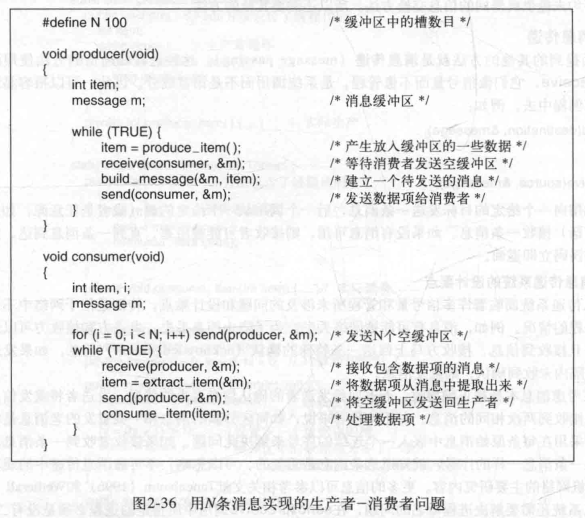 #define N 100 /* 缓冲区中的槽数目 */
void producer(void)
{
int item;
message m; /* 消息缓冲区 */
while (TRUE) {
item = produce_item( ); /* 产生放入缓冲区的一些数据 */
receive(consumer, &m); /* 等待消费者发送空缓冲区 */
build_message(&m, item); /* 建立一个待发送的消息 */
send(consumer, &m); /* 发送数据项给消费者 */
}
}
void consumer(void)
{
int item, i;
message m;
for (i = 0; i < N; i++) send(producer, &m); /* 发送N个空缓冲区 */
while (TRUE) {
receive(producer, &m); /* 接收包含数据项的消息 */
item = extract_item(&m); /* 将数据项从消息中提取出来 */
send(producer, &m); /* 将空缓冲区发送回生产者 */
consume_item(item); /* 处理数据项 */
}
}
图2-36 用N条消息实现的生产者-消费者问题